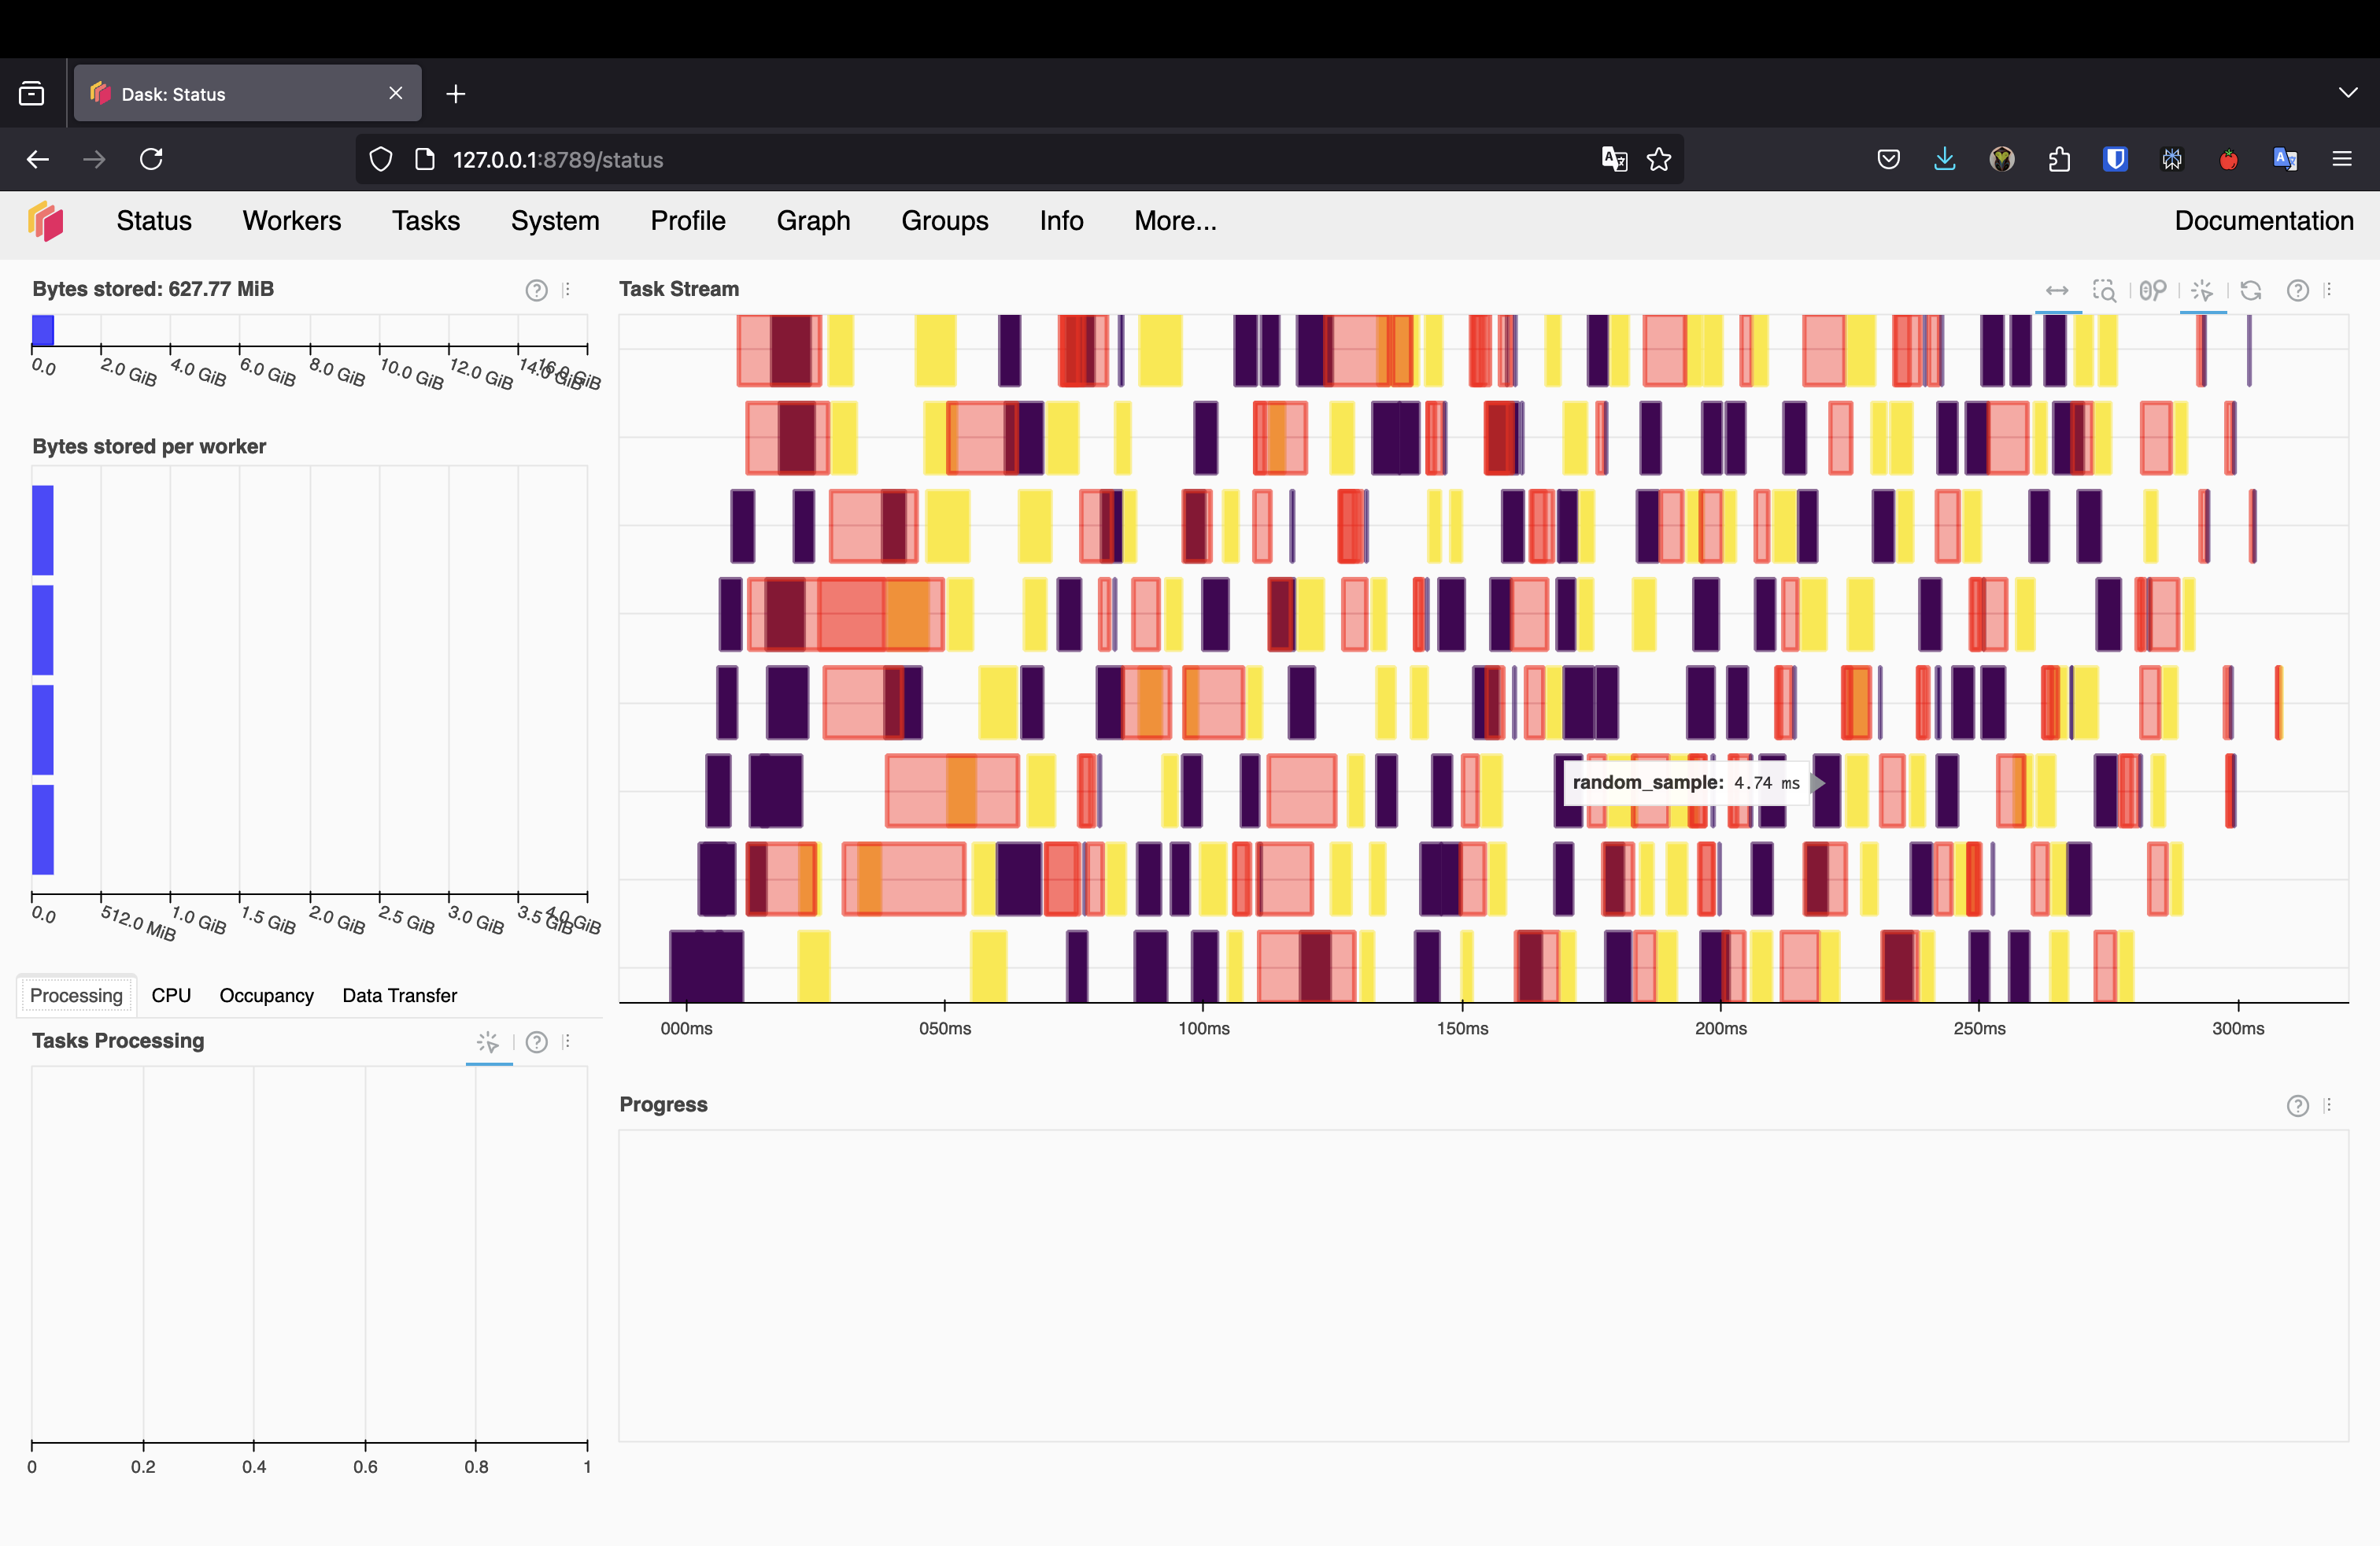 Dask: Status
127.0.0.1:8789/status
Status Workers Tasks System Profile Graph Groups Info More... Documentation
Bytes stored: 627.77 MiB
0.0 2.0 GiB 4.0 GiB 6.0 GiB 8.0 GiB 10.0 GiB 12.0 GiB 14.0 GiB 16.0 GiB
Bytes stored per worker
0.0 512.0 MiB 1.0 GiB 1.5 GiB 2.0 GiB 2.5 GiB 3.0 GiB 3.5 GiB 4.0 GiB
Processing CPU Occupancy Data Transfer
Tasks Processing
0 0.2 0.4 0.6 0.8 1
Task Stream
random_sample: 4.74 ms
000ms 050ms 100ms 150ms 200ms 250ms 300ms
Progress